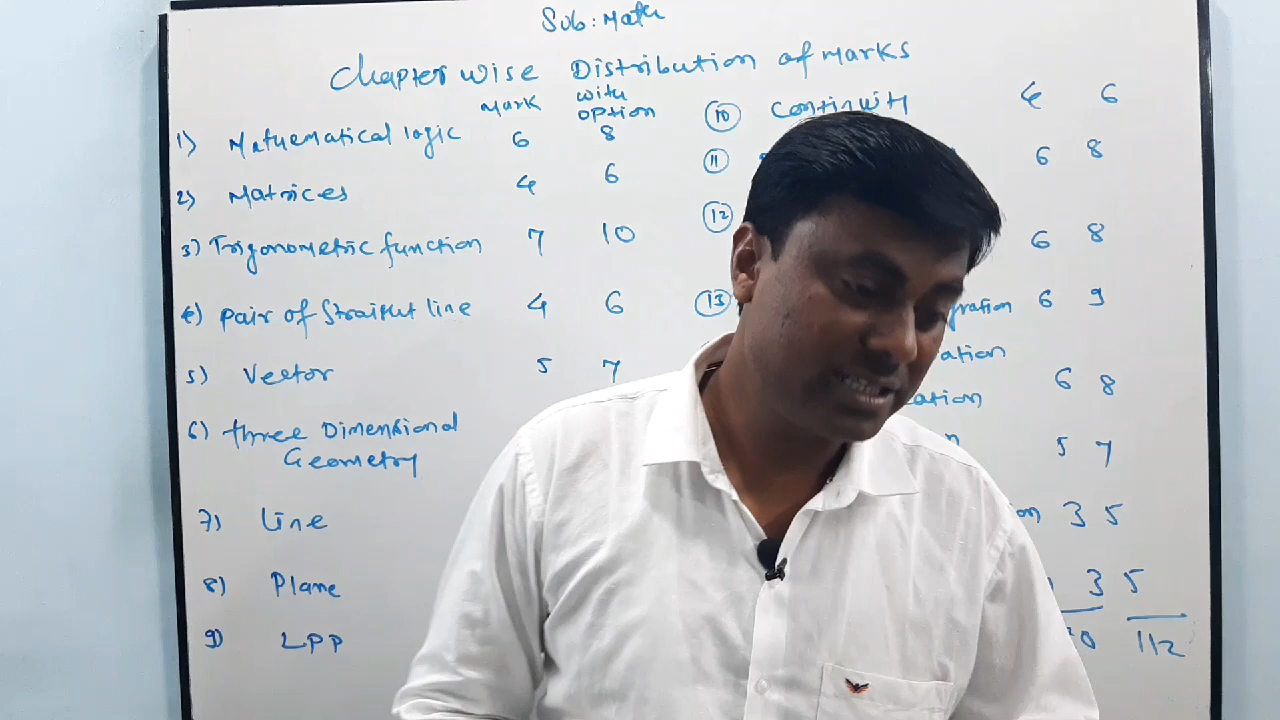 Sub: Math
Chapter wise Distribution of Marks
Mark with option
1) Mathematical logic 6 8
2) Matrices 4 6
3) Trigonometric function 7 10
4) Pair of Straight line 4 6
5) Vector 5 7
6) three Dimensional
Geometry
7) Line
8) Plane
9) LPP
10 Continuity 4 6
11 6 8
12 6 8
13 6 9
6 8
5 7
3 5
3 5
112